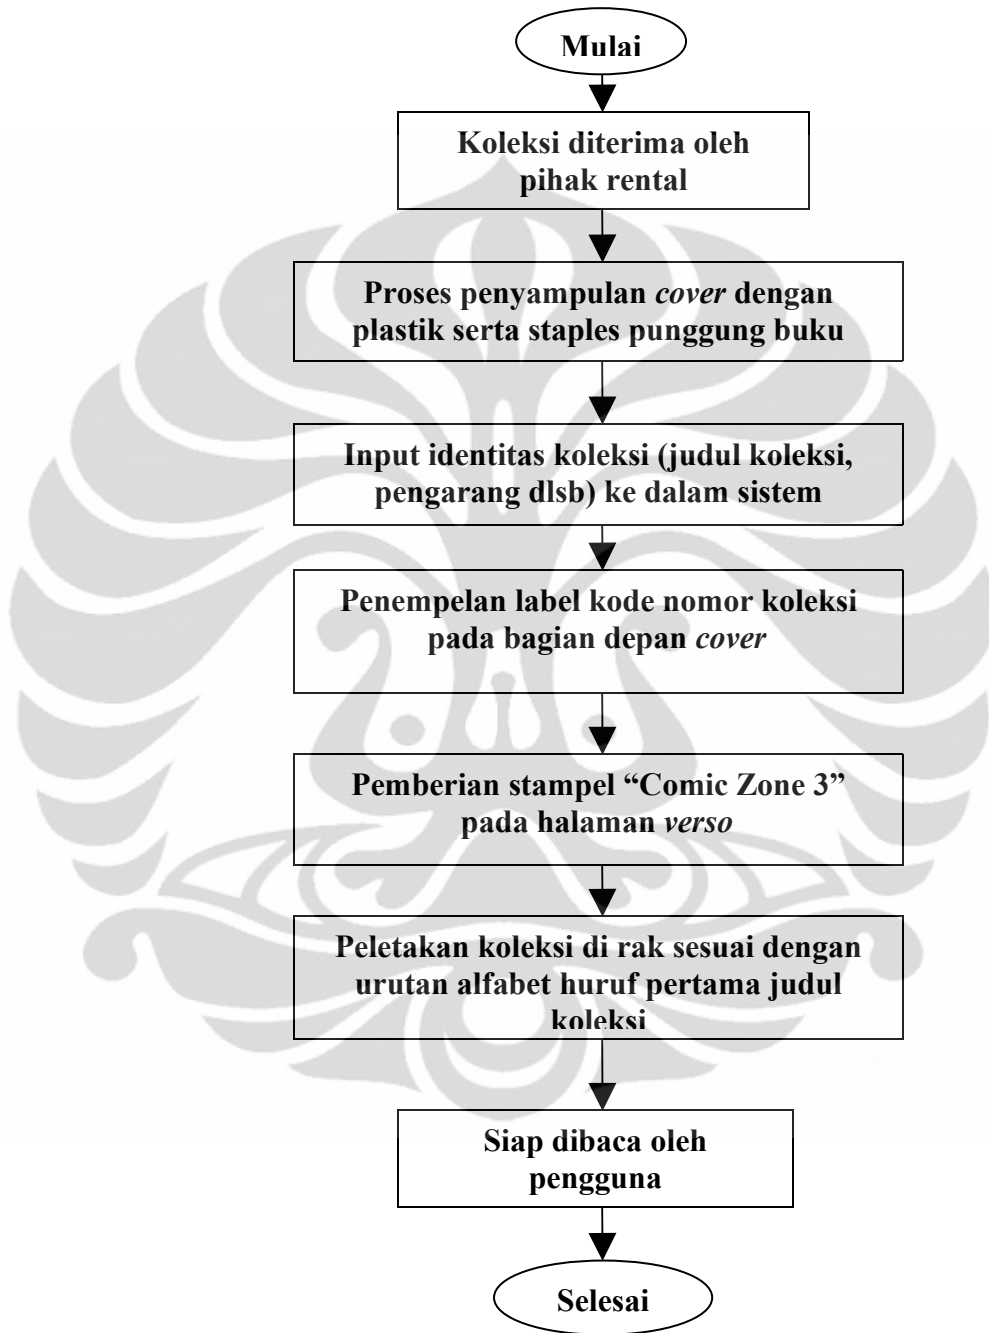 Mulai
Koleksi diterima oleh
pihak rental
Proses penyampulan cover dengan
plastik serta staples punggung buku
Input identitas koleksi (judul koleksi,
pengarang dlsb) ke dalam sistem
Penempelan label kode nomor koleksi
pada bagian depan cover
Pemberian stampel “Comic Zone 3”
pada halaman verso
Peletakan koleksi di rak sesuai dengan
urutan alfabet huruf pertama judul
koleksi
Siap dibaca oleh
pengguna
Selesai